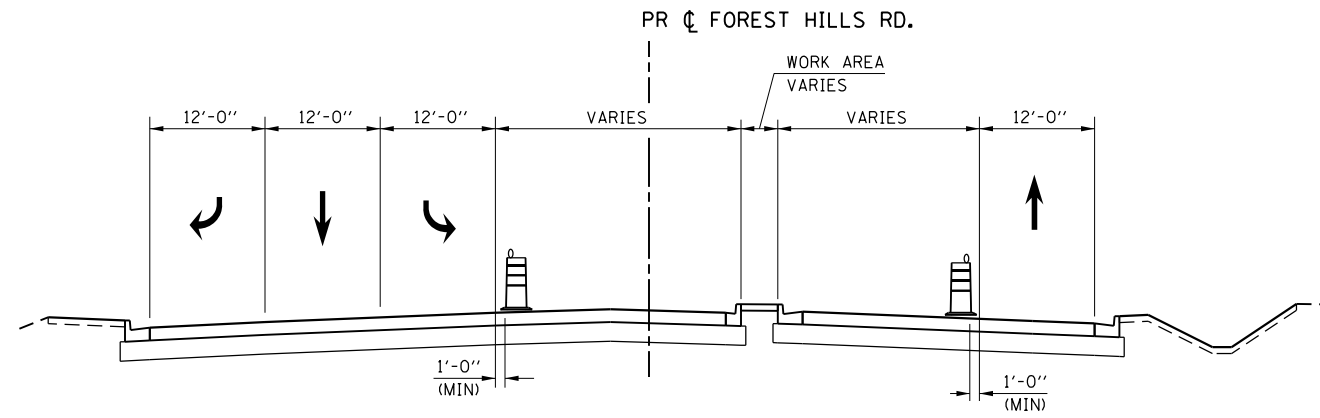 PR ℄ FOREST HILLS RD.
WORK AREA
VARIES
12'-0" 12'-0" 12'-0" VARIES VARIES 12'-0"
1'-0"
(MIN)
1'-0"
(MIN)